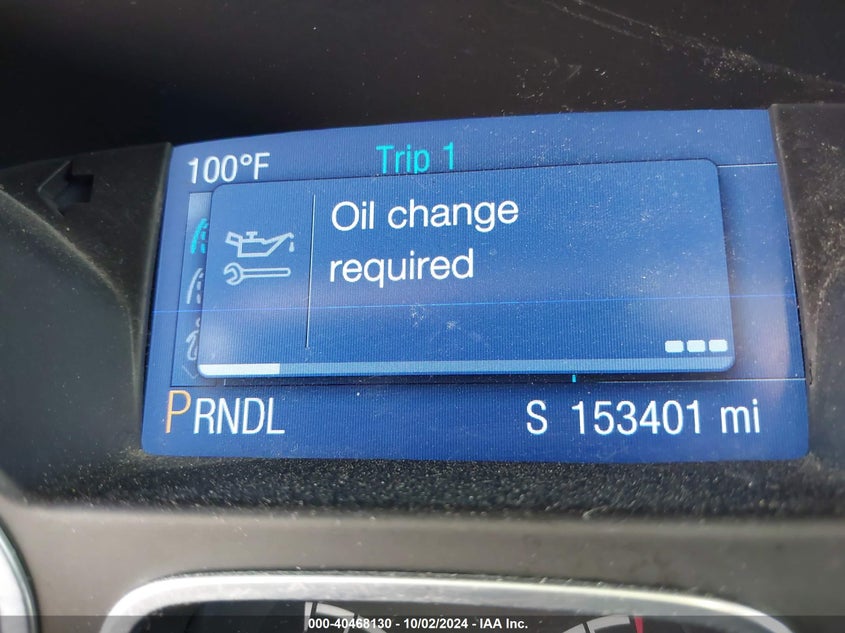 100°F
Trip 1
Oil change
required
PRNDL
S 153401 mi
000-40468130 - 10/02/2024 - IAA Inc.